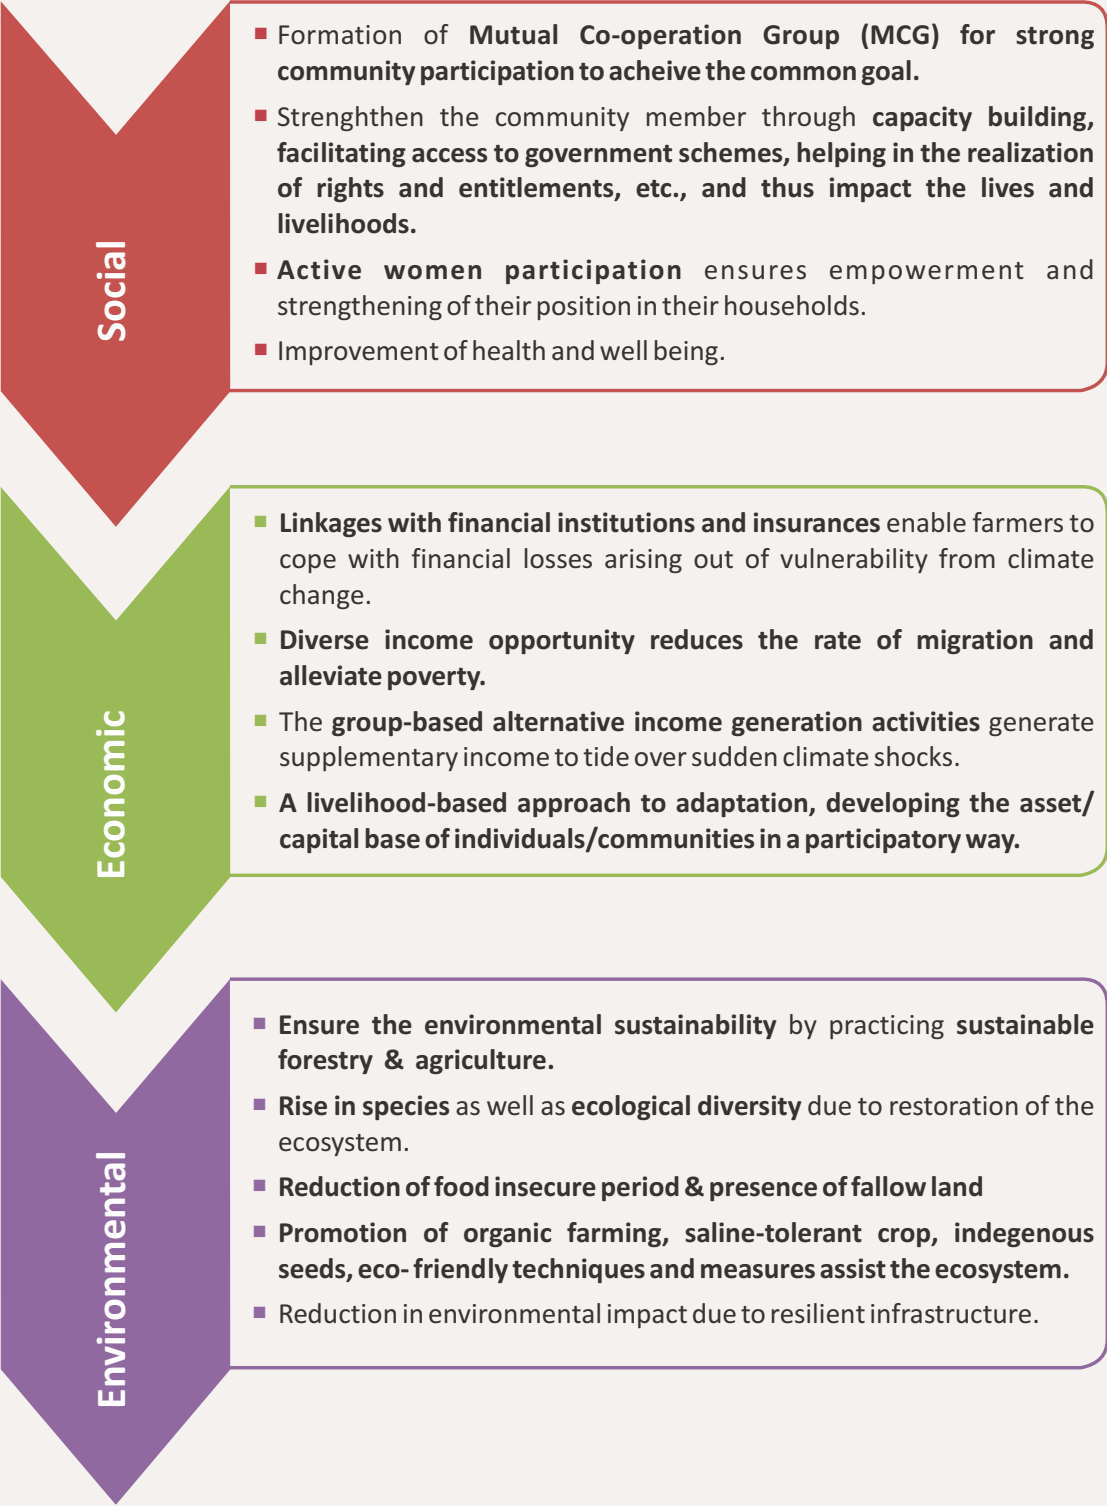 Social
Formation of Mutual Co-operation Group (MCG) for strong
community participation to acheive the common goal.
Strenghthen the community member through capacity building,
facilitating access to government schemes, helping in the realization
of rights and entitlements, etc., and thus impact the lives and
livelihoods.
Active women participation ensures empowerment and
strengthening of their position in their households.
Improvement of health and well being.
Economic
Linkages with financial institutions and insurances enable farmers to
cope with financial losses arising out of vulnerability from climate
change.
Diverse income opportunity reduces the rate of migration and
alleviate poverty.
The group-based alternative income generation activities generate
supplementary income to tide over sudden climate shocks.
A livelihood-based approach to adaptation, developing the asset/
capital base of individuals/communities in a participatory way.
Environmental
Ensure the environmental sustainability by practicing sustainable
forestry & agriculture.
Rise in species as well as ecological diversity due to restoration of the
ecosystem.
Reduction of food insecure period & presence of fallow land
Promotion of organic farming, saline-tolerant crop, indegenous
seeds, eco- friendly techniques and measures assist the ecosystem.
Reduction in environmental impact due to resilient infrastructure.